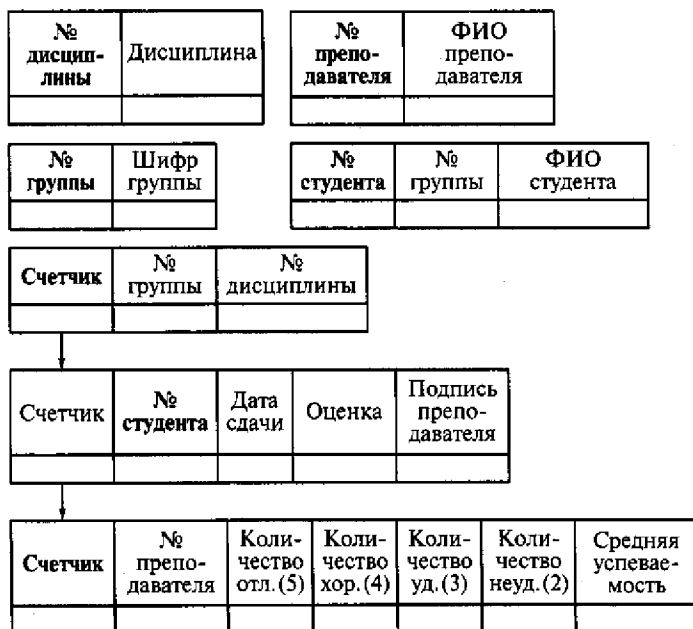 № дисцип- лины Дисциплина
№ препо- давателя ФИО препо- давателя
№ группы Шифр группы
№ студента № группы ФИО студента
Счетчик № группы № дисциплины
Счетчик № студента Дата сдачи Оценка Подпись препо- давателя
Счетчик № препо- давателя Коли- чество отл. (5) Коли- чество хор. (4) Коли- чество уд. (3) Коли- чество неуд. (2) Средняя успевае- мость